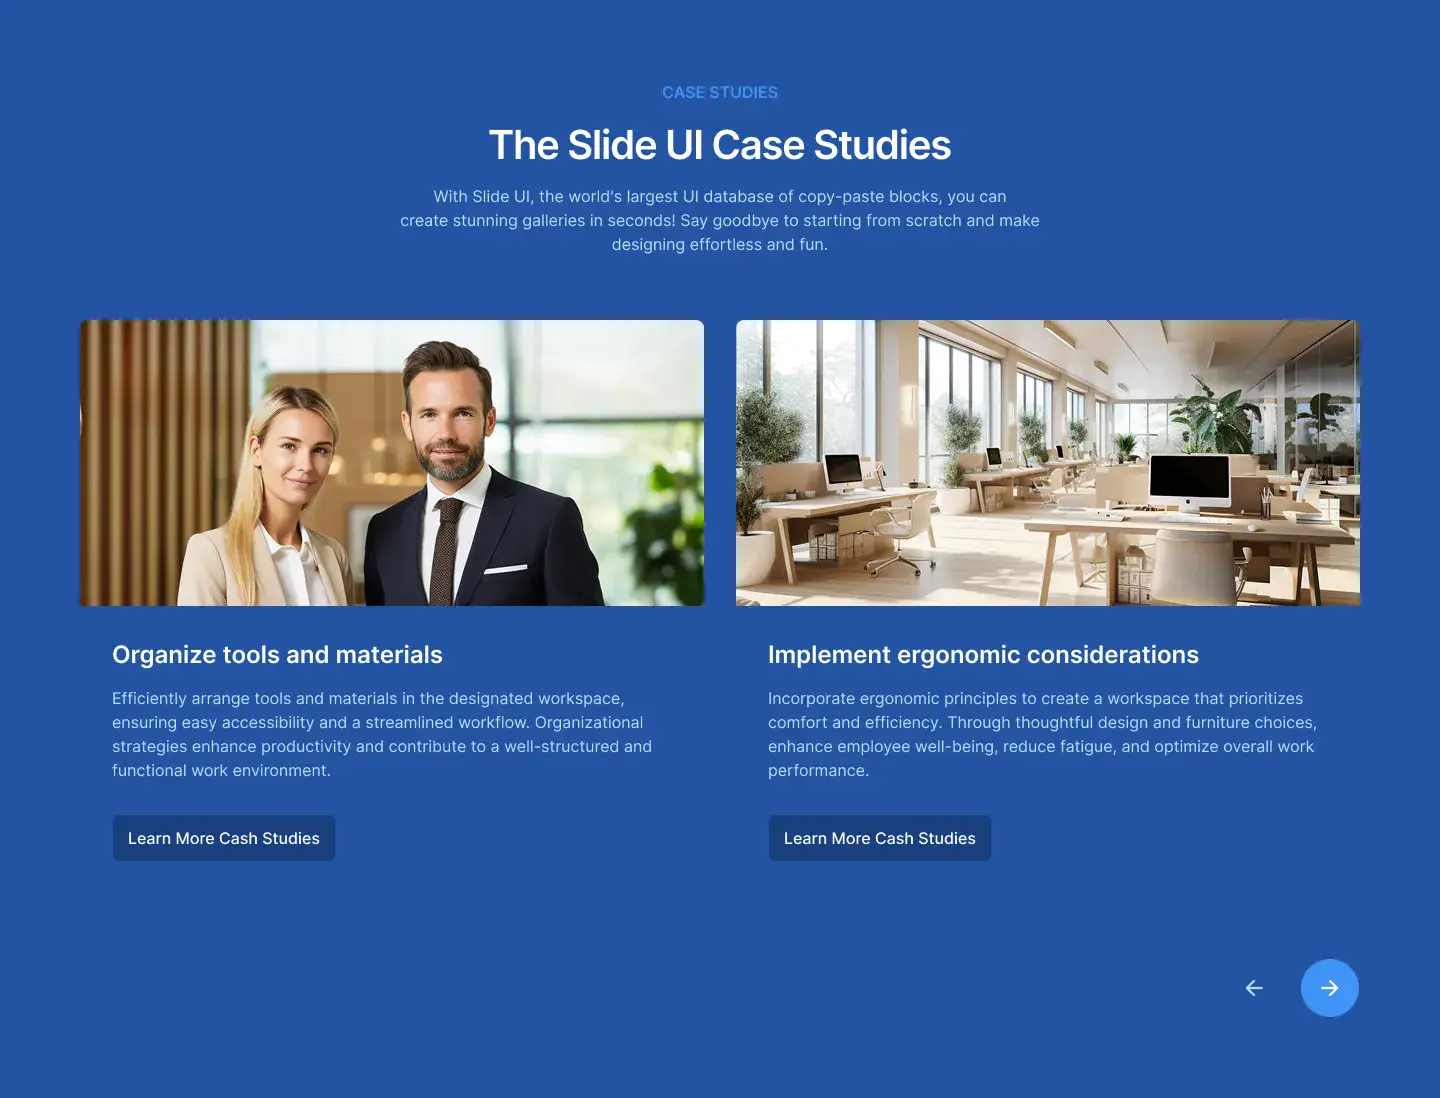 CASE STUDIES
The Slide UI Case Studies
With Slide UI, the world's largest UI database of copy-paste blocks, you can
create stunning galleries in seconds! Say goodbye to starting from scratch and make
designing effortless and fun.
Organize tools and materials
Efficiently arrange tools and materials in the designated workspace,
ensuring easy accessibility and a streamlined workflow. Organizational
strategies enhance productivity and contribute to a well-structured and
functional work environment.
Learn More Cash Studies
Implement ergonomic considerations
Incorporate ergonomic principles to create a workspace that prioritizes
comfort and efficiency. Through thoughtful design and furniture choices,
enhance employee well-being, reduce fatigue, and optimize overall work
performance.
Learn More Cash Studies